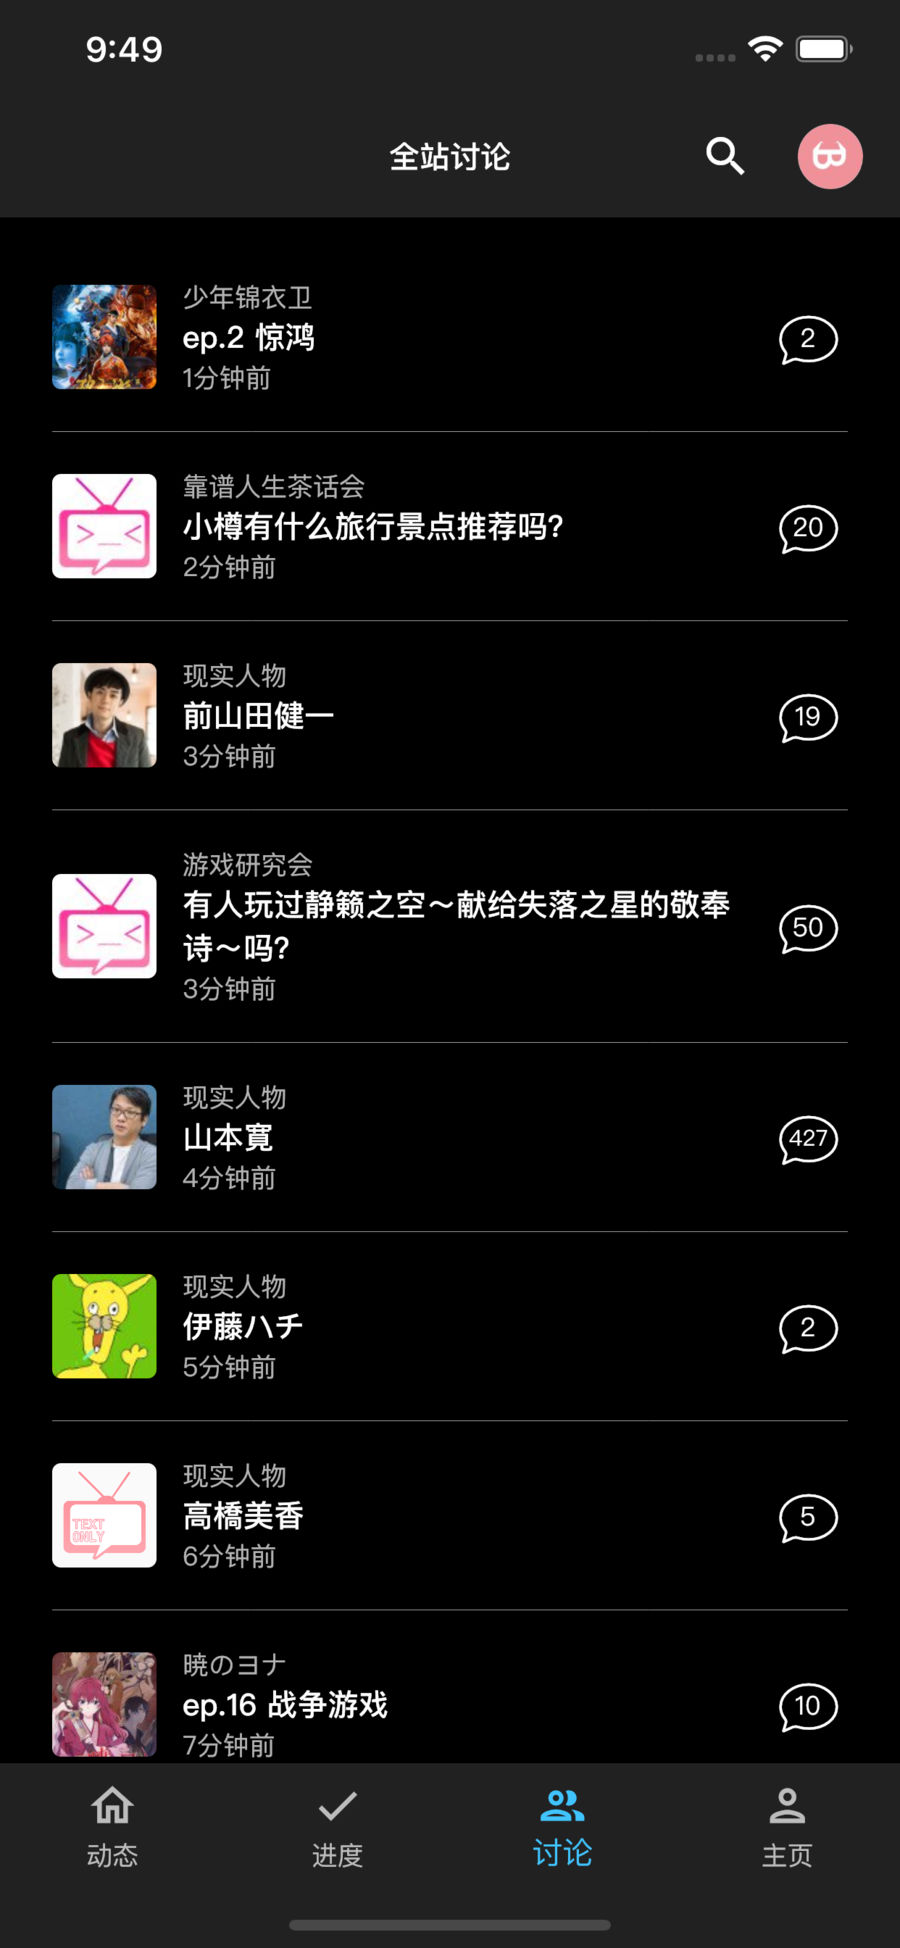 9:49
全站讨论
少年锦衣卫
ep.2 惊鸿
1分钟前
2
靠谱人生茶话会
小樽有什么旅行景点推荐吗?
2分钟前
20
现实人物
前山田健一
3分钟前
19
游戏研究会
有人玩过静籁之空～献给失落之星的敬奉
诗～吗?
3分钟前
50
现实人物
山本寛
4分钟前
427
现实人物
伊藤ハチ
5分钟前
2
TEXT
ONLY
现实人物
高橋美香
6分钟前
5
暁のヨナ
ep.16 战争游戏
7分钟前
10
动态
进度
讨论
主页